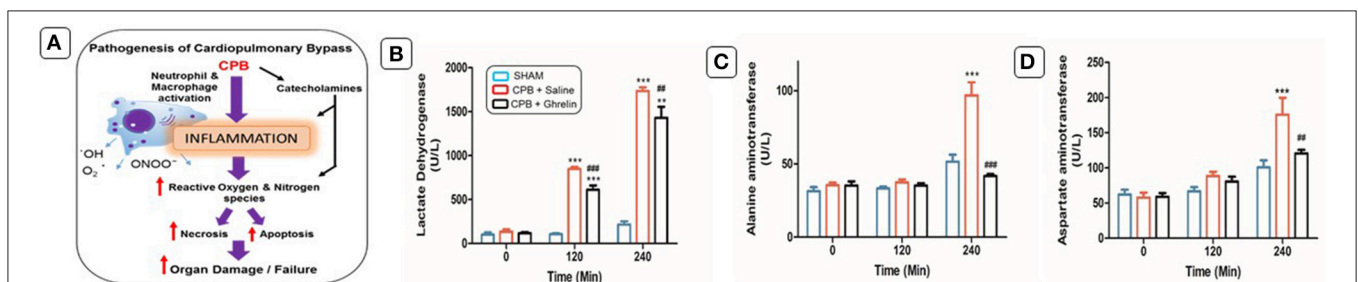 A
Pathogenesis of Cardiopulmonary Bypass
CPB
Neutrophil &
Macrophage
activation
Catecholamines
INFLAMMATION
˙OH
O₂˙
ONOO⁻
Reactive Oxygen & Nitrogen
species
Necrosis
Apoptosis
Organ Damage / Failure
B
Lactate Dehydrogenase
(U/L)
2000
1500
1000
500
0
SHAM
CPB + Saline
CPB + Ghrelin
***
###
***
***
##
**
0
120
240
Time (Min)
C
Alanine aminotransferase
(U/L)
100
50
0
***
###
0
120
240
Time (Min)
D
Aspartate aminotransferase
(U/L)
250
200
150
100
50
0
***
##
0
120
240
Time (Min)